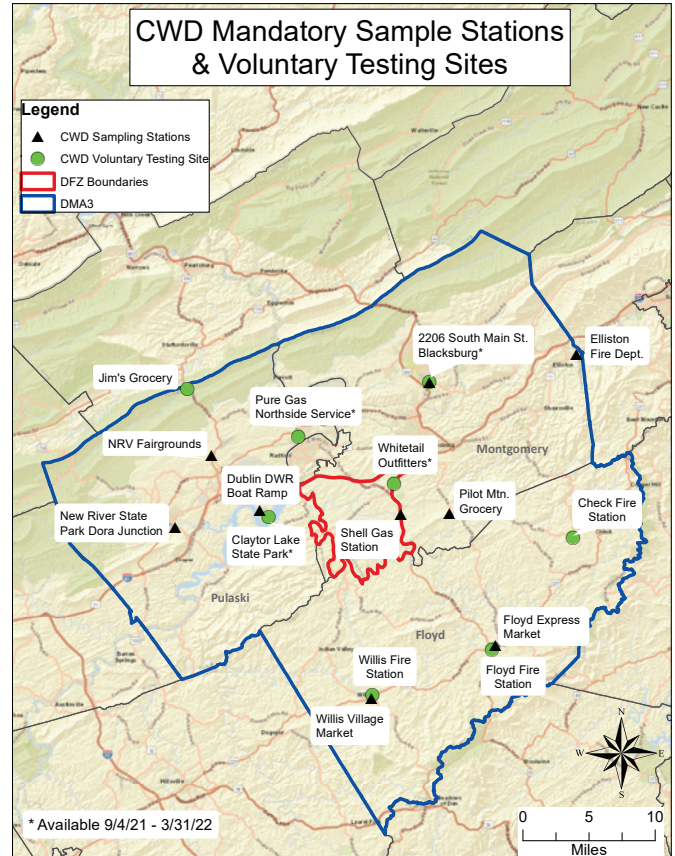 CWD Mandatory Sample Stations
& Voluntary Testing Sites
Legend
CWD Sampling Stations
CWD Voluntary Testing Site
DFZ Boundaries
DMA3
2206 South Main St.
Blacksburg*
Elliston
Fire Dept.
Jim's Grocery
Pure Gas
Northside Service*
NRV Fairgrounds
Whitetail
Outfitters*
Montgomery
Dublin DWR
Boat Ramp
Pilot Mtn.
Grocery
Check Fire
Station
New River State
Park Dora Junction
Shell Gas
Station
Claytor Lake
State Park*
Pulaski
Floyd
Floyd Express
Market
Willis Fire
Station
Floyd Fire
Station
Willis Village
Market
N
W
E
S
* Available 9/4/21 - 3/31/22
0 5 10
Miles